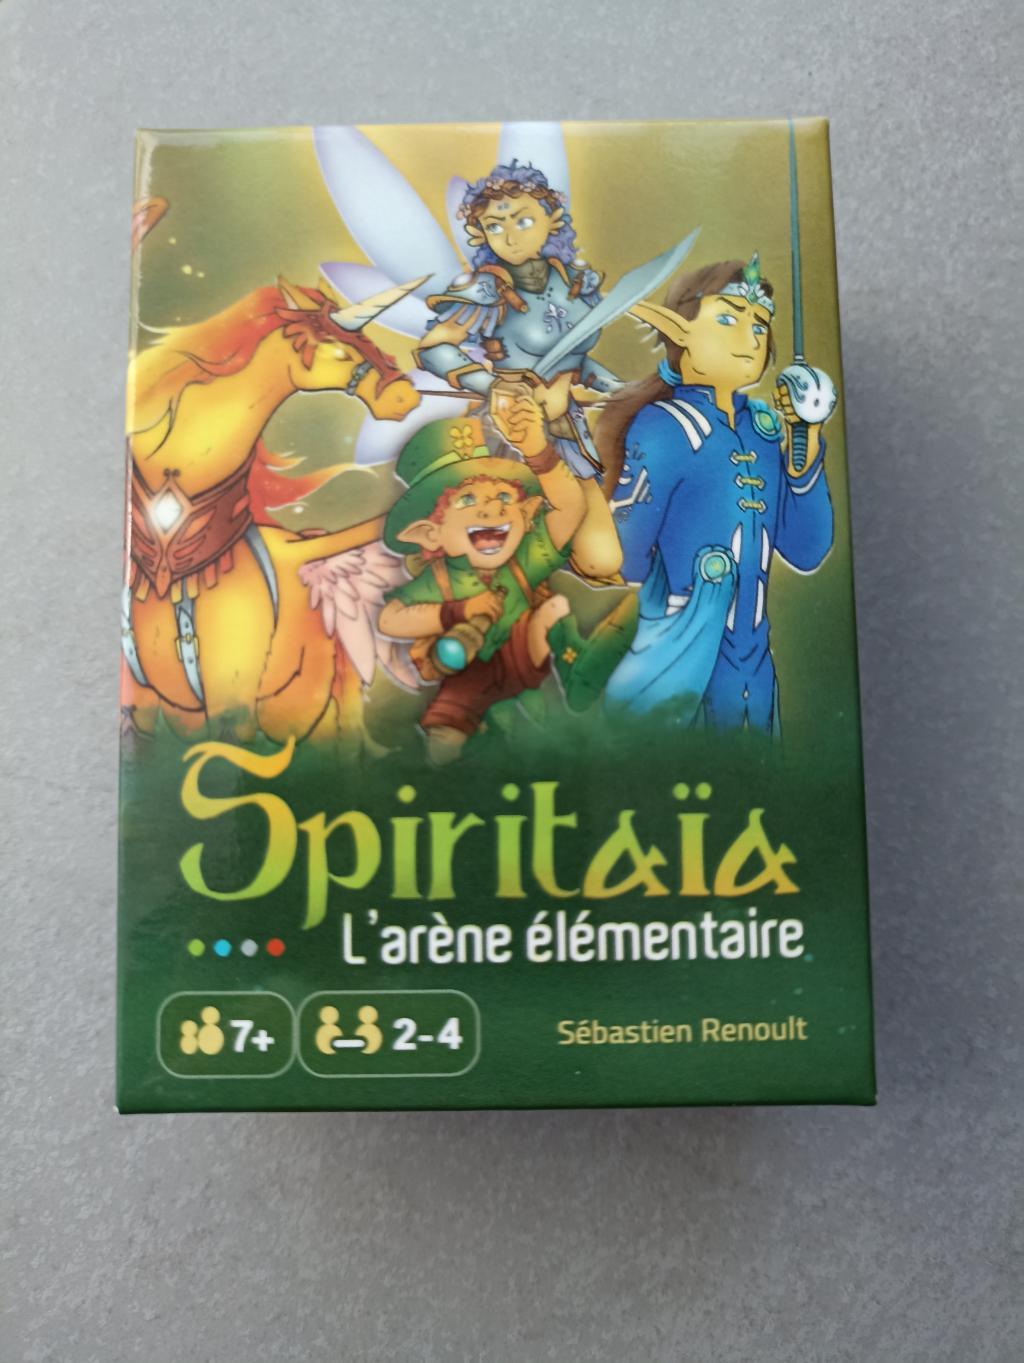 Spiritaïa
L'arène élémentaire
7+ 2-4 Sébastien Renoult